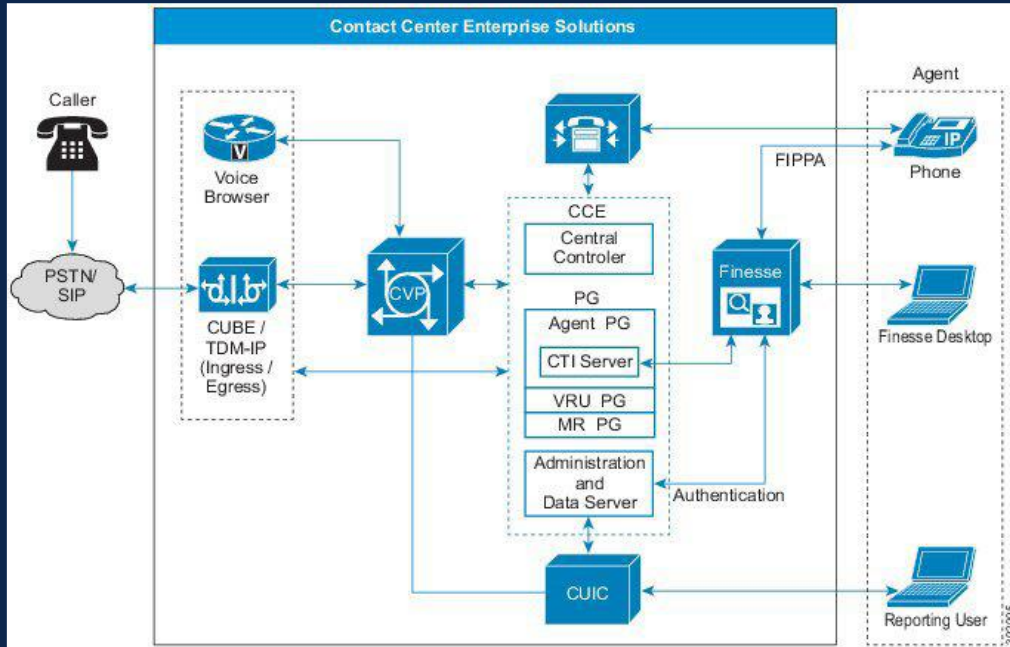 Contact Center Enterprise Solutions
Caller
Agent
V
Voice
Browser
IP
Phone
FIPPA
CCE
Central
Controler
PSTN/
SIP
CUBE /
TDM-IP
(Ingress /
Egress)
CVP
Finesse
PG
Agent PG
CTI Server
VRU PG
MR PG
Finesse Desktop
Administration
and
Data Server
Authentication
CUIC
Reporting User